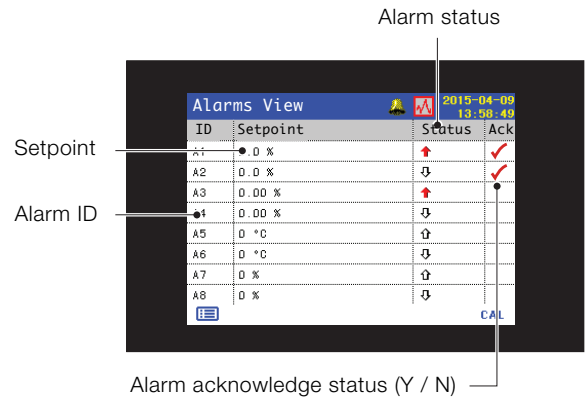 Alarm status
Alarms View 2015-04-09
13:58:49
ID Setpoint Status Ack
Setpoint
.0 %
A2 0.0 %
A3 0.00 %
Alarm ID
0.00 %
A5 0 °C
A6 0 °C
A7 0 %
A8 0 %
CAL
Alarm acknowledge status (Y / N)